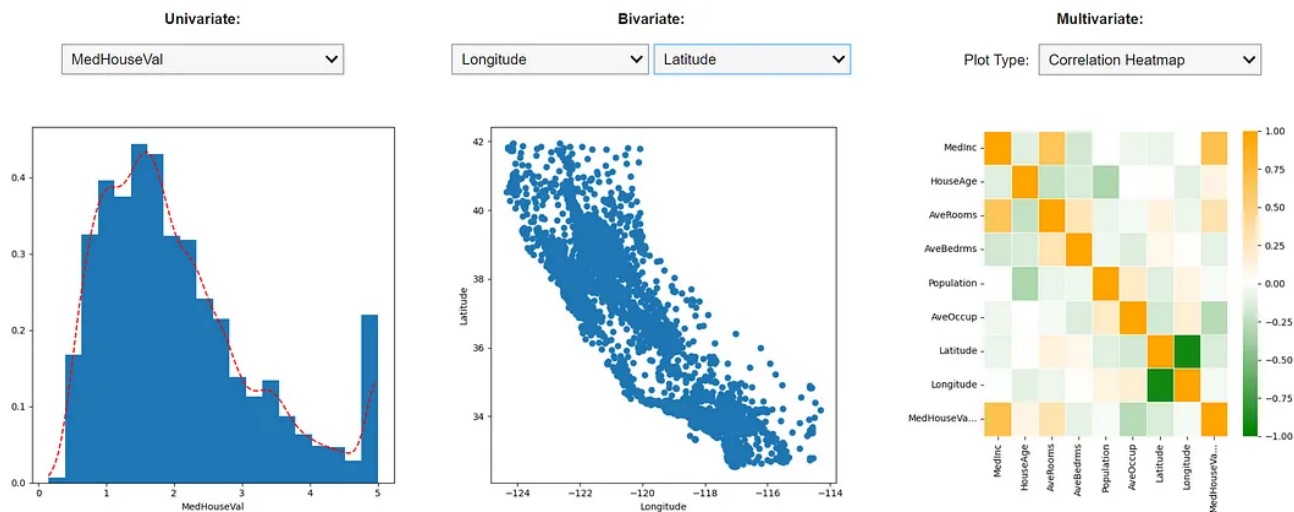 Univariate:
MedHouseVal
0.4
0.3
0.2
0.1
0.0
0
1
2
3
4
5
MedHouseVal
Bivariate:
Longitude
Latitude
42
40
38
36
34
Latitude
−124
−122
−120
−118
−116
−114
Longitude
Multivariate:
Plot Type:
Correlation Heatmap
MedInc
HouseAge
AveRooms
AveBedrms
Population
AveOccup
Latitude
Longitude
MedHouseVa...
MedInc
HouseAge
AveRooms
AveBedrms
Population
AveOccup
Latitude
Longitude
MedHouseVa...
1.00
0.75
0.50
0.25
0.00
−0.25
−0.50
−0.75
−1.00